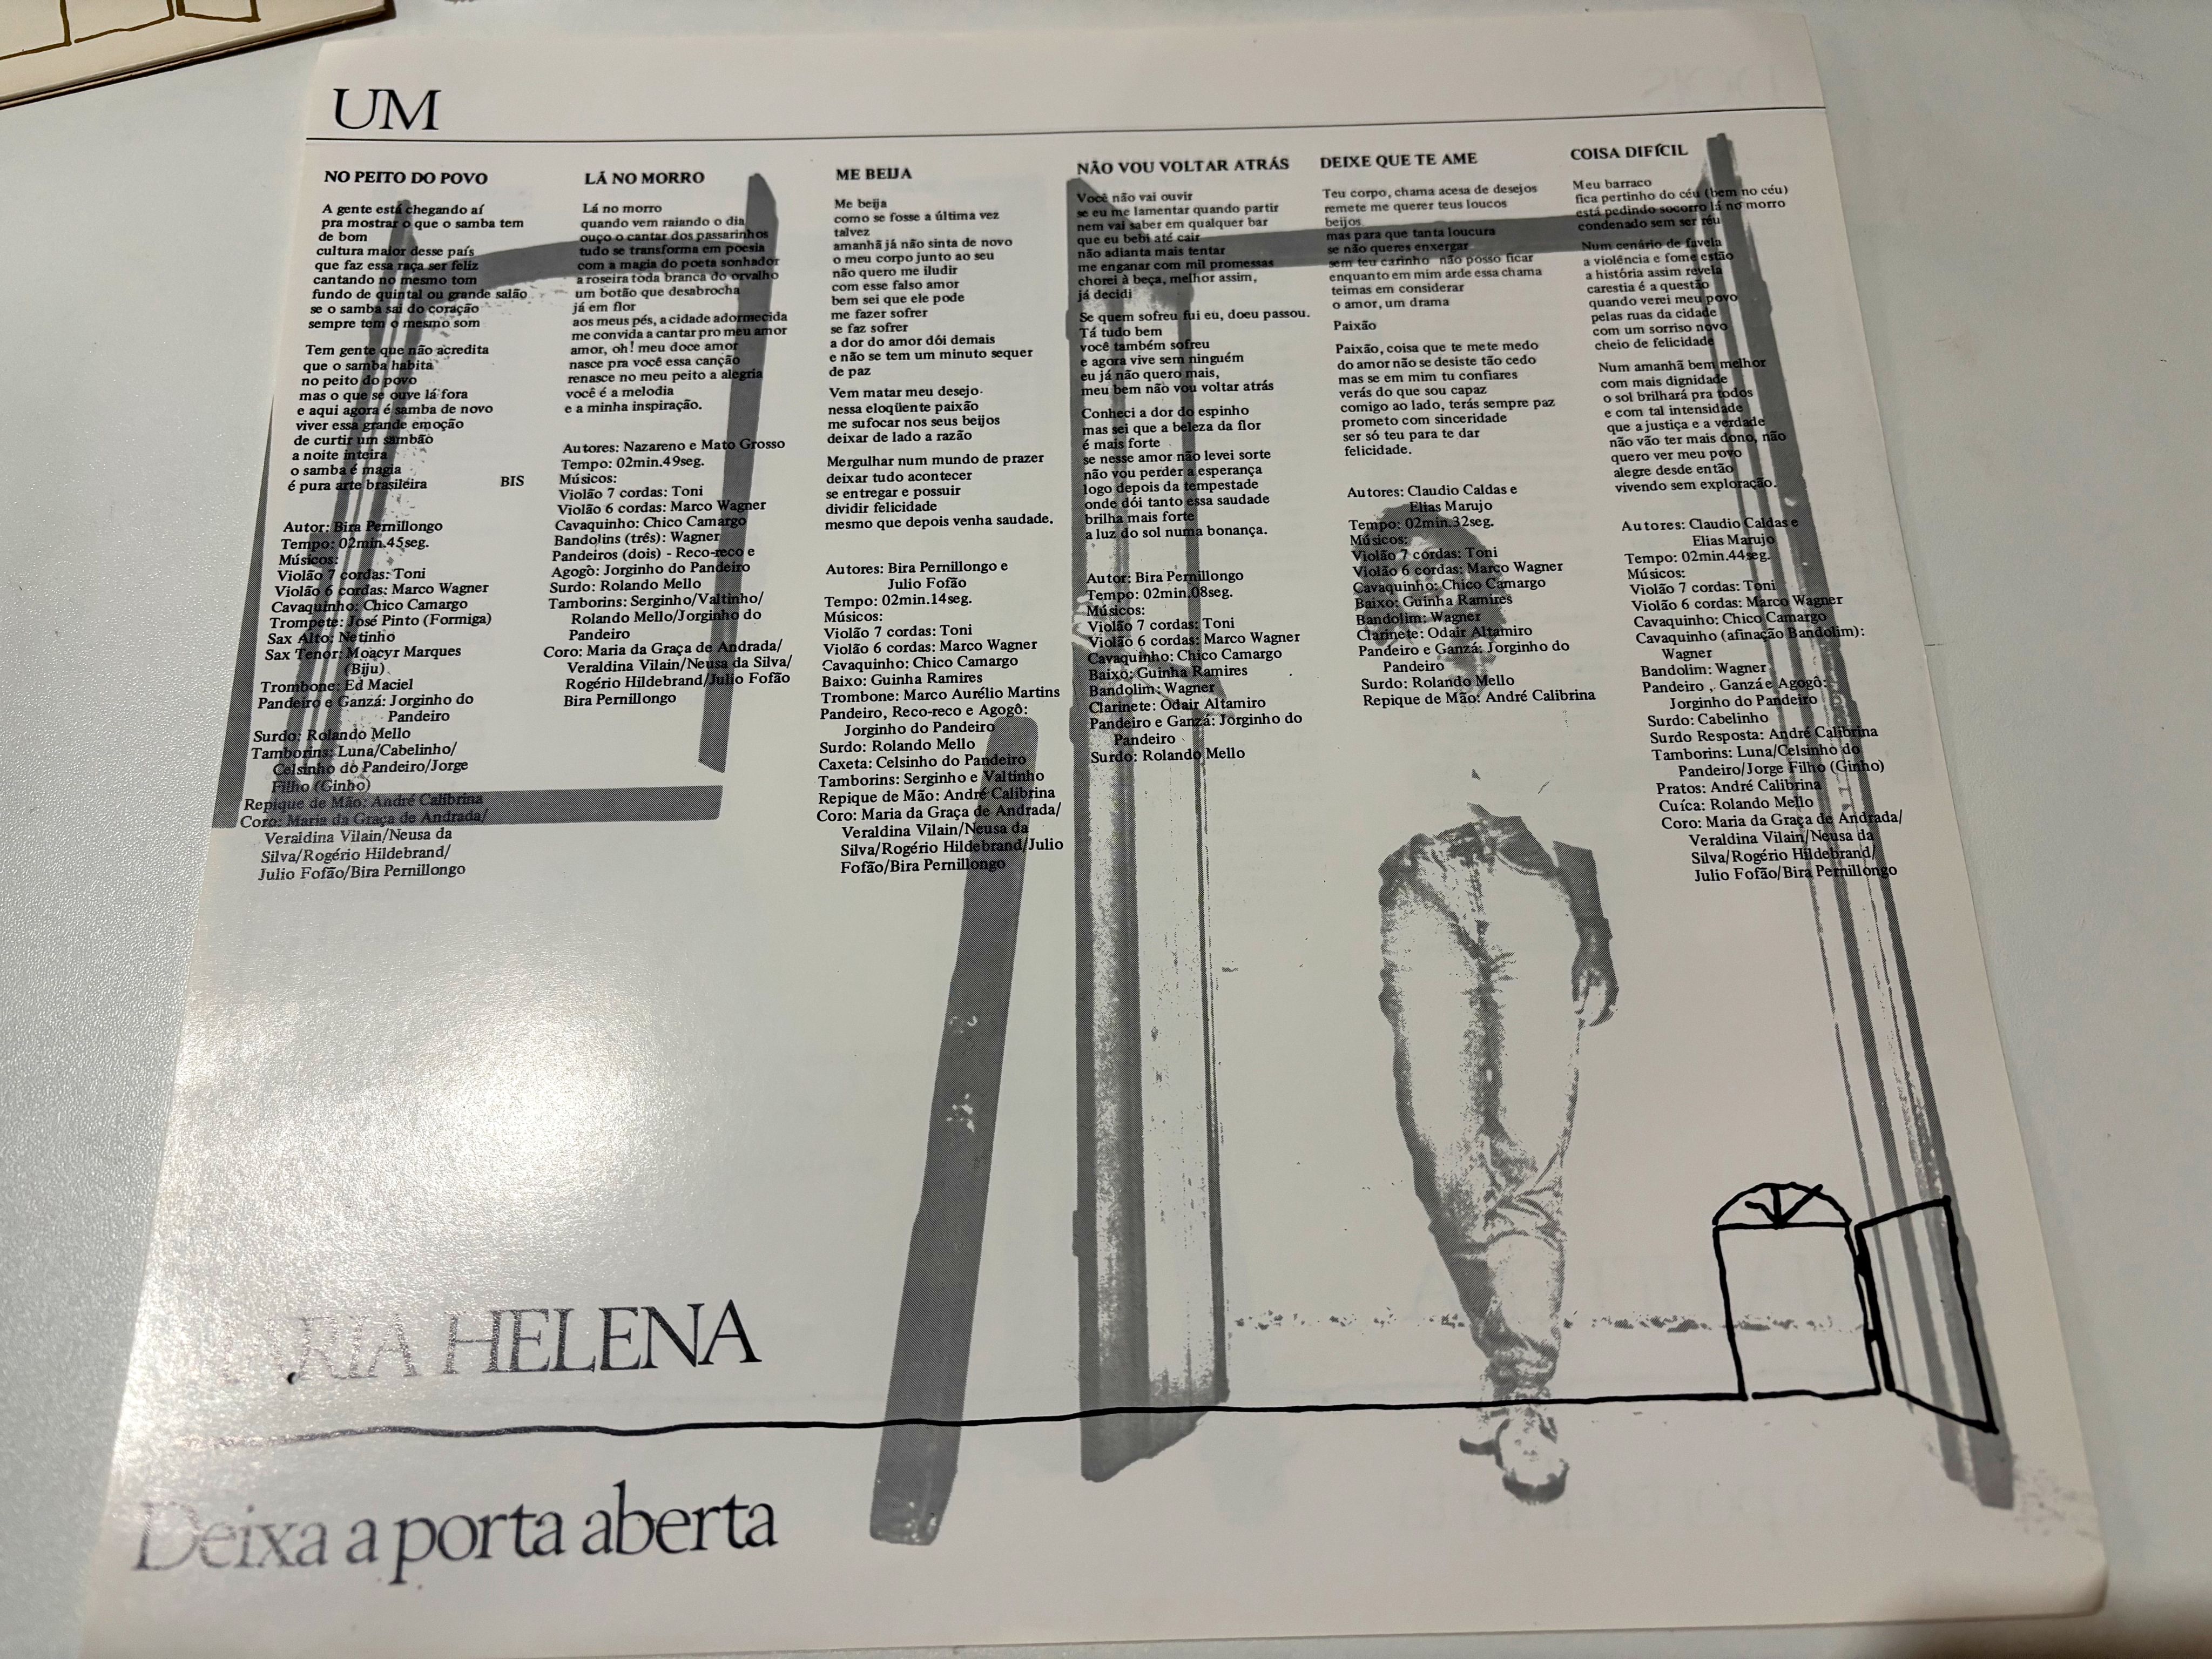 UM
NO PEITO DO POVO
A gente está chegando aí
pra mostrar o que o samba tem
de bom
cultura maior desse país
que faz essa raça ser feliz
cantando no mesmo tom
fundo de quintal ou grande salão
se o samba sai do coração
sempre tem o mesmo som
Tem gente que não acredita
que o samba habita
no peito do povo
mas o que se ouve lá fora
e aqui agora é samba de novo
viver essa grande emoção
de curtir um sambão
a noite inteira
o samba é magia
é pura arte brasileira BIS
Autor: Bira Pernillongo
Tempo: 02min.45seg.
Músicos:
Violão 7 cordas: Toni
Violão 6 cordas: Marco Wagner
Cavaquinho: Chico Camargo
Trompete: José Pinto (Formiga)
Sax Alto: Netinho
Sax Tenor: Moacyr Marques
(Biju)
Trombone: Ed Maciel
Pandeiro e Ganzá: Jorginho do
Pandeiro
Surdo: Rolando Mello
Tamborins: Luna/Cabelinho/
Celsinho do Pandeiro/Jorge
Filho (Ginho)
Repique de Mão: André Calibrina
Coro: Maria da Graça de Andrada/
Veraldina Vilain/Neusa da
Silva/Rogério Hildebrand/
Julio Fofão/Bira Pernillongo
LÁ NO MORRO
Lá no morro
quando vem raiando o dia
ouço o cantar dos passarinhos
tudo se transforma em poesia
com a magia do poeta sonhador
a roseira toda branca do orvalho
um botão que desabrocha
já em flor
aos meus pés, a cidade adormecida
me convida a cantar pro meu amor
amor, oh! meu doce amor
nasce pra você essa canção
renasce no meu peito a alegria
você é a melodia
e a minha inspiração.
Autores: Nazareno e Mato Grosso
Tempo: 02min.49seg.
Músicos:
Violão 7 cordas: Toni
Violão 6 cordas: Marco Wagner
Cavaquinho: Chico Camargo
Bandolins (três): Wagner
Pandeiros (dois) - Reco-reco e
Agogô: Jorginho do Pandeiro
Surdo: Rolando Mello
Tamborins: Serginho/Valtinho/
Rolando Mello/Jorginho do
Pandeiro
Coro: Maria da Graça de Andrada/
Veraldina Vilain/Neusa da Silva/
Rogério Hildebrand/Julio Fofão
Bira Pernillongo
ME BEIJA
Me beija
como se fosse a última vez
talvez
amanhã já não sinta de novo
o meu corpo junto ao seu
não quero me iludir
com esse falso amor
bem sei que ele pode
me fazer sofrer
se faz sofrer
a dor do amor dói demais
e não se tem um minuto sequer
de paz
Vem matar meu desejo.
nessa eloqüente paixão
me sufocar nos seus beijos
deixar de lado a razão
Mergulhar num mundo de prazer
deixar tudo acontecer
se entregar e possuir
dividir felicidade
mesmo que depois venha saudade.
Autores: Bira Pernillongo e
Julio Fofão
Tempo: 02min.14seg.
Músicos:
Violão 7 cordas: Toni
Violão 6 cordas: Marco Wagner
Cavaquinho: Chico Camargo
Baixo: Guinha Ramires
Trombone: Marco Aurélio Martins
Pandeiro, Reco-reco e Agogô:
Jorginho do Pandeiro
Surdo: Rolando Mello
Caxeta: Celsinho do Pandeiro
Tamborins: Serginho e Valtinho
Repique de Mão: André Calibrina
Coro: Maria da Graça de Andrada/
Veraldina Vilain/Neusa da
Silva/Rogério Hildebrand/Julio
Fofão/Bira Pernillongo
NÃO VOU VOLTAR ATRÁS
Você não vai ouvir
se eu me lamentar quando partir
nem vai saber em qualquer bar
que eu bebi até cair
não adianta mais tentar
me enganar com mil promessas
chorei à beça, melhor assim,
já decidi
Se quem sofreu fui eu, doeu passou.
Tá tudo bem
você também sofreu
e agora vive sem ninguém
eu já não quero mais,
meu bem não vou voltar atrás
Conheci a dor do espinho
mas sei que a beleza da flor
é mais forte
se nesse amor não levei sorte
não vou perder a esperança
logo depois da tempestade
onde dói tanto essa saudade
brilha mais forte
a luz do sol numa bonança.
Autor: Bira Pernillongo
Tempo: 02min.08seg.
Músicos:
Violão 7 cordas: Toni
Violão 6 cordas: Marco Wagner
Cavaquinho: Chico Camargo
Baixo: Guinha Ramires
Bandolim: Wagner
Clarinete: Odair Altamiro
Pandeiro e Ganzá: Jorginho do
Pandeiro
Surdo: Rolando Mello
DEIXE QUE TE AME
Teu corpo, chama acesa de desejos
remete me querer teus loucos
beijos
mas para que tanta loucura
se não queres enxergar
sem teu carinho não posso ficar
enquanto em mim arde essa chama
teimas em considerar
o amor, um drama
Paixão
Paixão, coisa que te mete medo
do amor não se desiste tão cedo
mas se em mim tu confiares
verás do que sou capaz
comigo ao lado, terás sempre paz
prometo com sinceridade
ser só teu para te dar
felicidade.
Autores: Claudio Caldas e
Elias Marujo
Tempo: 02min.32seg.
Músicos:
Violão 7 cordas: Toni
Violão 6 cordas: Marco Wagner
Cavaquinho: Chico Camargo
Baixo: Guinha Ramires
Bandolim: Wagner
Clarinete: Odair Altamiro
Pandeiro e Ganzá: Jorginho do
Pandeiro
Surdo: Rolando Mello
Repique de Mão: André Calibrina
COISA DIFÍCIL
Meu barraco
fica pertinho do céu (bem no céu)
está pedindo socorro lá no morro
condenado sem ser réu
Num cenário de favela
a violência e fome estão
a história assim revela
carestia é a questão
quando verei meu povo
pelas ruas da cidade
com um sorriso novo
cheio de felicidade
Num amanhã bem melhor
com mais dignidade
o sol brilhará pra todos
e com tal intensidade
que a justiça e a verdade
não vão ter mais dono, não
quero ver meu povo
alegre desde então
vivendo sem exploração.
Autores: Claudio Caldas e
Elias Marujo
Tempo: 02min.44seg.
Músicos:
Violão 7 cordas: Toni
Violão 6 cordas: Marco Wagner
Cavaquinho: Chico Camargo
Cavaquinho (afinação Bandolim):
Wagner
Bandolim: Wagner
Pandeiro, Ganzá e Agogô:
Jorginho do Pandeiro
Surdo: Cabelinho
Surdo Resposta: André Calibrina
Tamborins: Luna/Celsinho do
Pandeiro/Jorge Filho (Ginho)
Pratos: André Calibrina
Cuíca: Rolando Mello
Coro: Maria da Graça de Andrada/
Veraldina Vilain/Neusa da
Silva/Rogério Hildebrand/
Julio Fofão/Bira Pernillongo
MARIA HELENA
Deixa a porta aberta